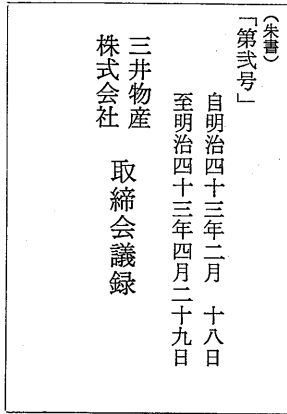 (朱書)
「第弐号」
自明治四十三年二月 十八日
至明治四十三年四月二十九日
三井物産
株式会社
取締会議録